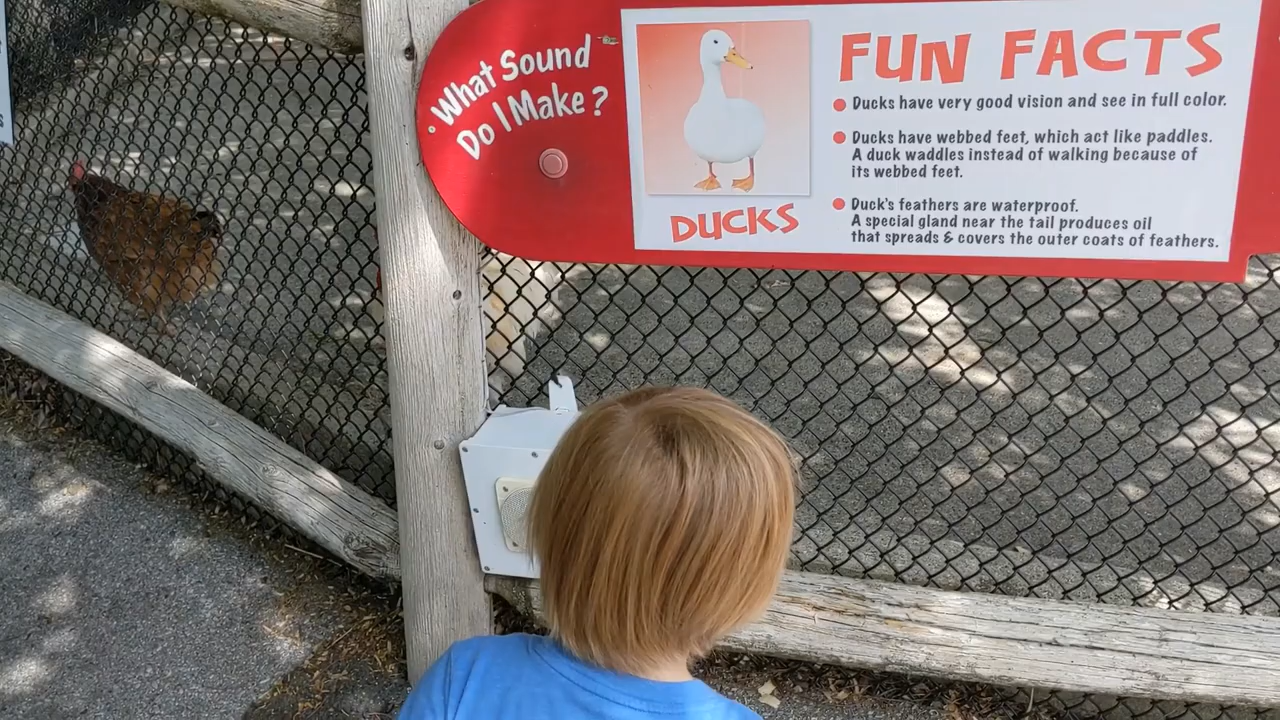 What Sound
Do I Make?
DUCKS
FUN FACTS
Ducks have very good vision and see in full color.
Ducks have webbed feet, which act like paddles.
A duck waddles instead of walking because of
its webbed feet.
Duck's feathers are waterproof.
A special gland near the tail produces oil
that spreads & covers the outer coats of feathers.